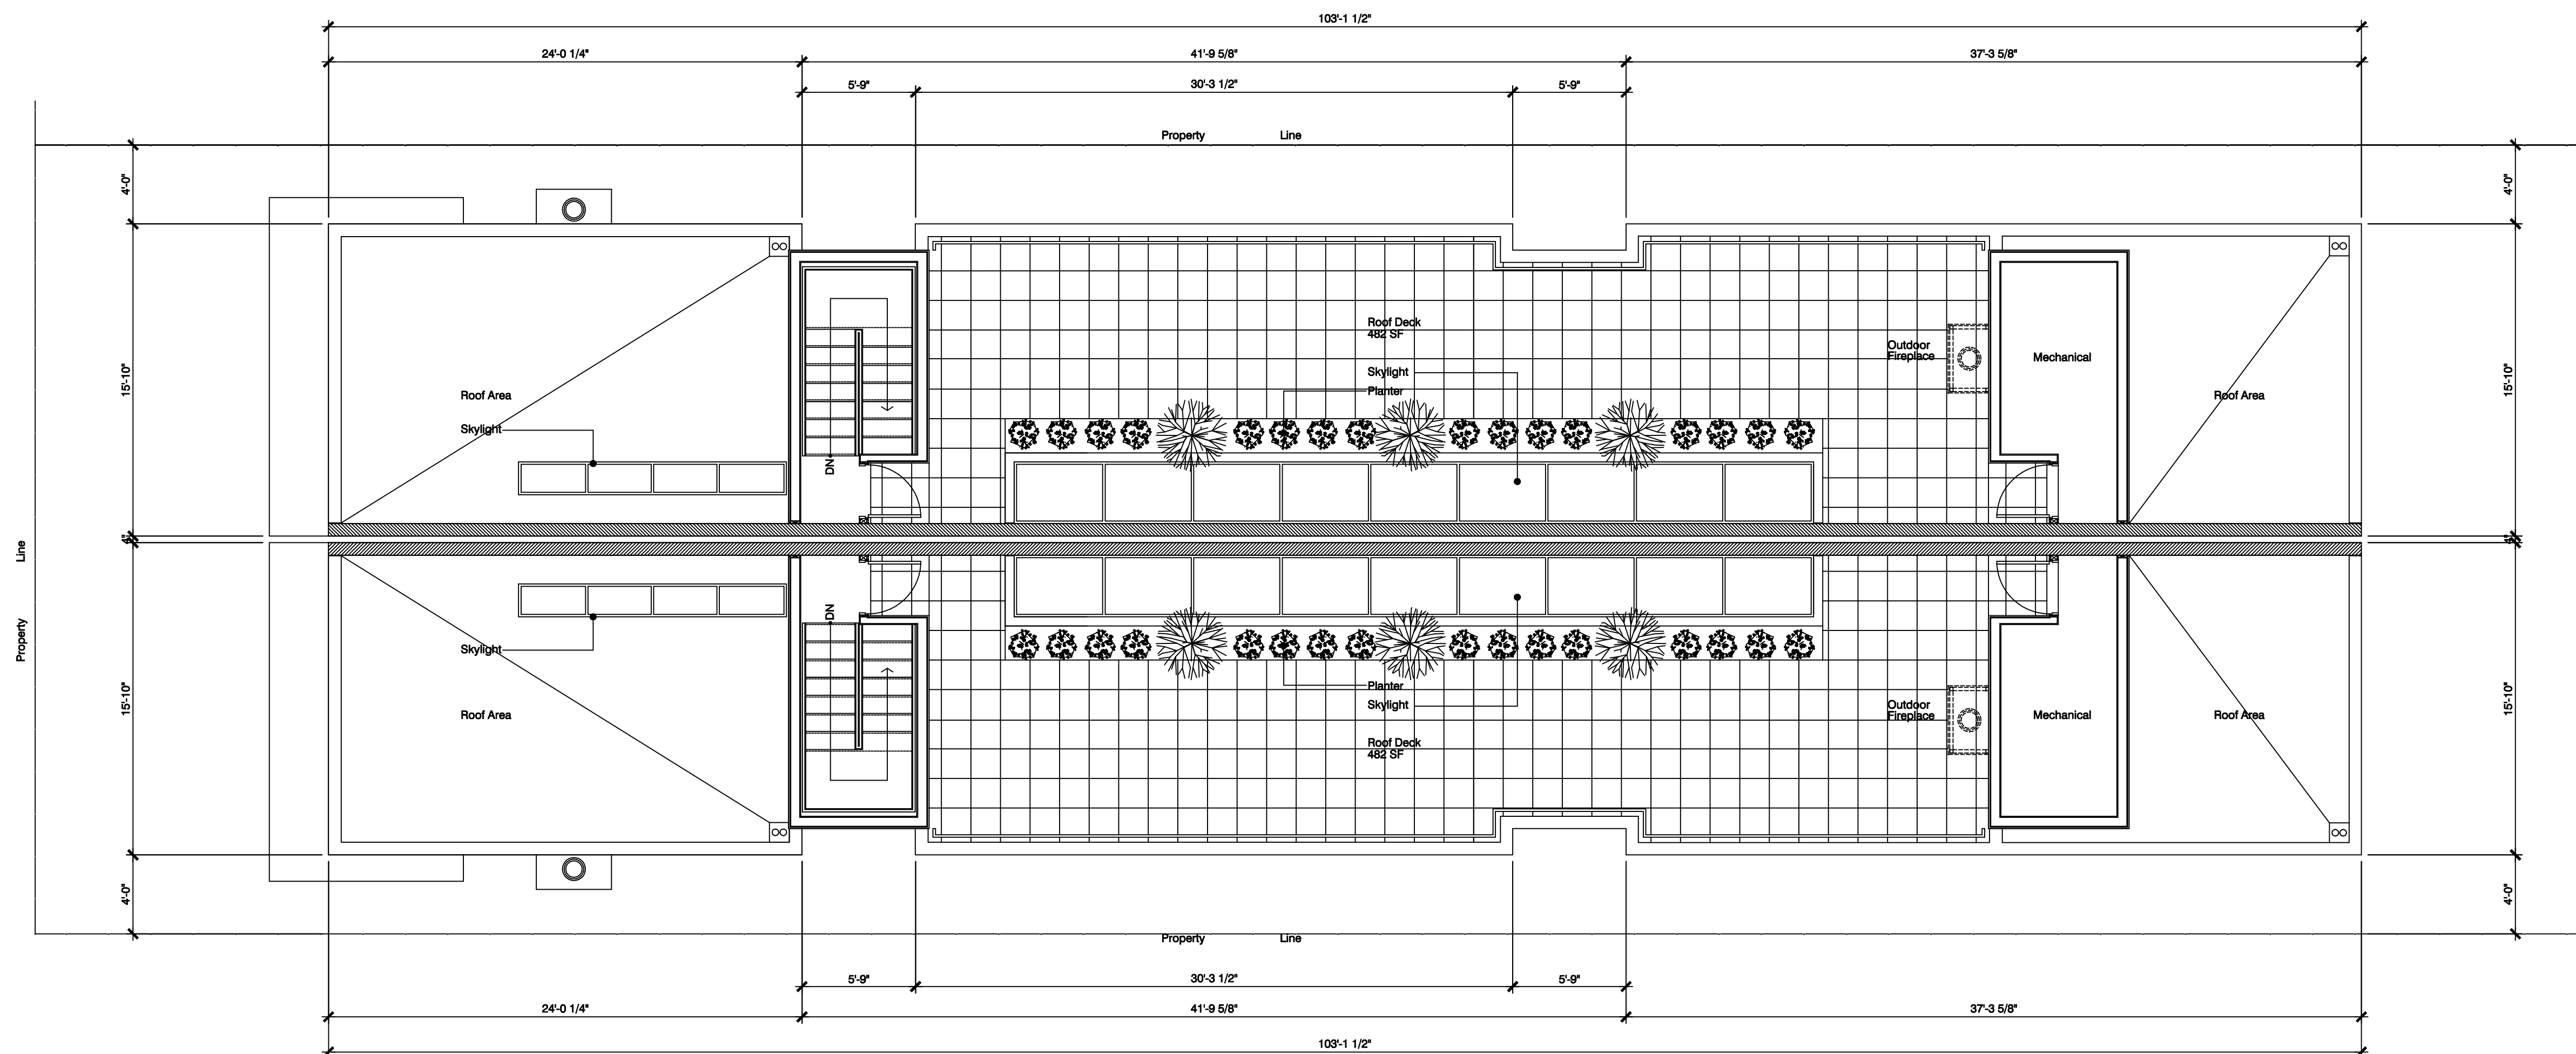 103'-1 1/2"
24'-0 1/4"
41'-9 5/8"
37'-3 5/8"
5'-9"
30'-3 1/2"
5'-9"
Property Line
4'-0"
4'-0"
15'-10"
15'-10"
Roof Deck
482 SF
Outdoor
Fireplace
Mechanical
Skylight
Planter
Roof Area
Roof Area
Skylight
DN
4"
4"
Property Line
DN
Skylight
Planter
Skylight
Roof Area
Outdoor
Fireplace
Mechanical
Roof Area
15'-10"
15'-10"
Roof Deck
482 SF
4'-0"
4'-0"
Property Line
5'-9"
30'-3 1/2"
5'-9"
24'-0 1/4"
41'-9 5/8"
37'-3 5/8"
103'-1 1/2"